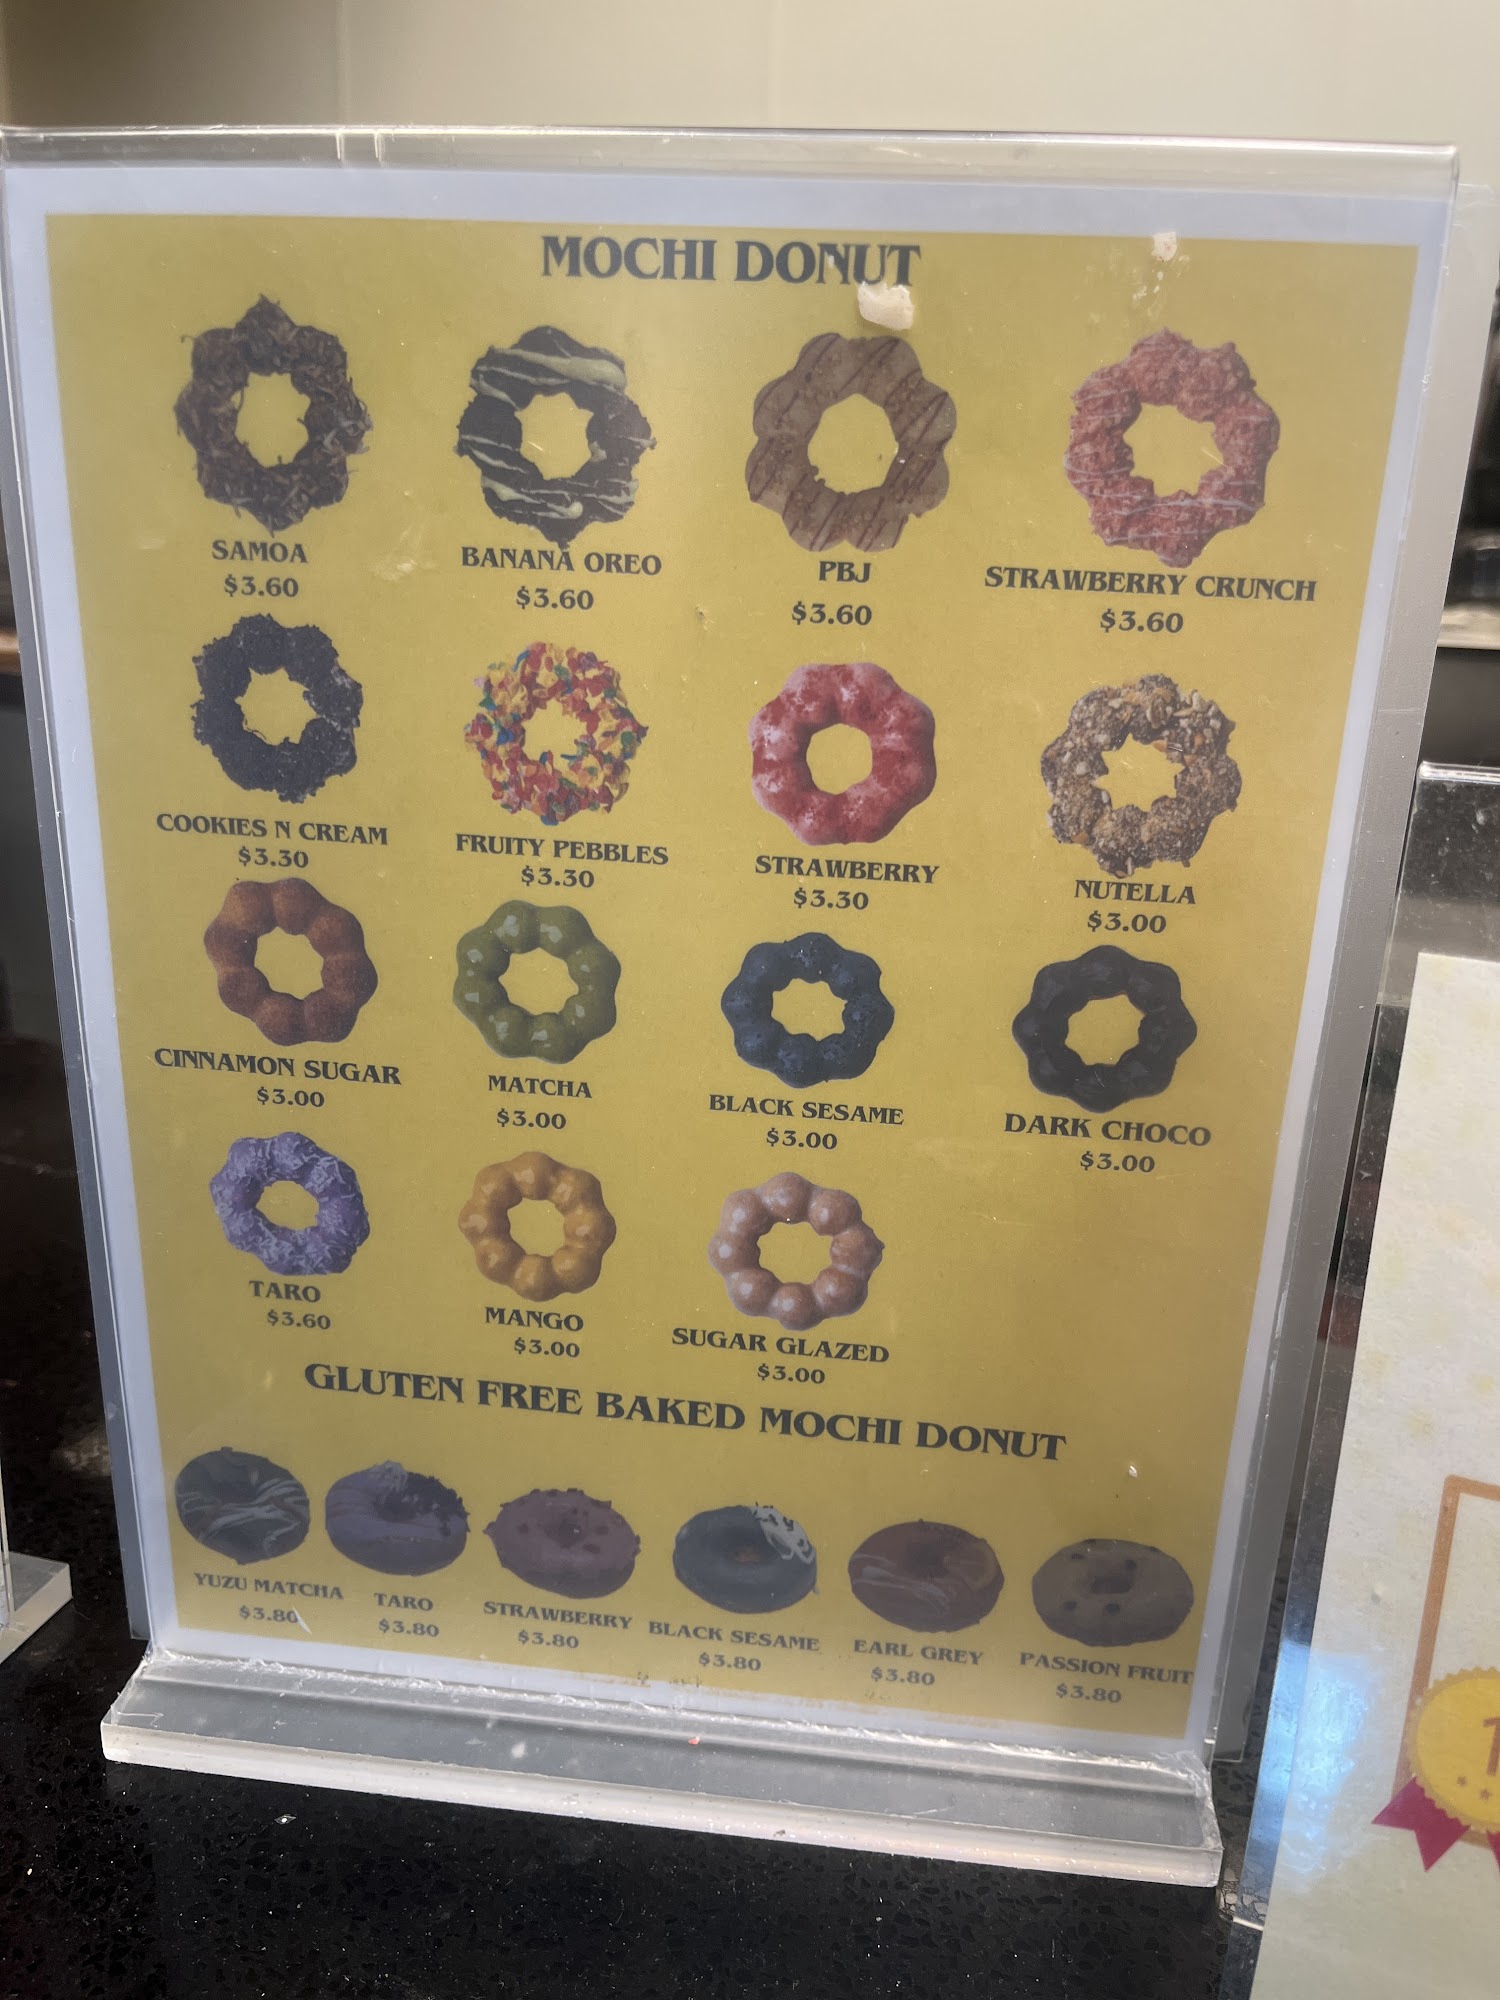 MOCHI DONUT
SAMOA
$3.60
BANANA OREO
$3.60
PBJ
$3.60
STRAWBERRY CRUNCH
$3.60
COOKIES N CREAM
$3.30
FRUITY PEBBLES
$3.30
STRAWBERRY
$3.30
NUTELLA
$3.00
CINNAMON SUGAR
$3.00
MATCHA
$3.00
BLACK SESAME
$3.00
DARK CHOCO
$3.00
TARO
$3.60
MANGO
$3.00
SUGAR GLAZED
$3.00
GLUTEN FREE BAKED MOCHI DONUT
YUZU MATCHA
$3.80
TARO
$3.80
STRAWBERRY
$3.80
BLACK SESAME
$3.80
EARL GREY
$3.80
PASSION FRUIT
$3.80